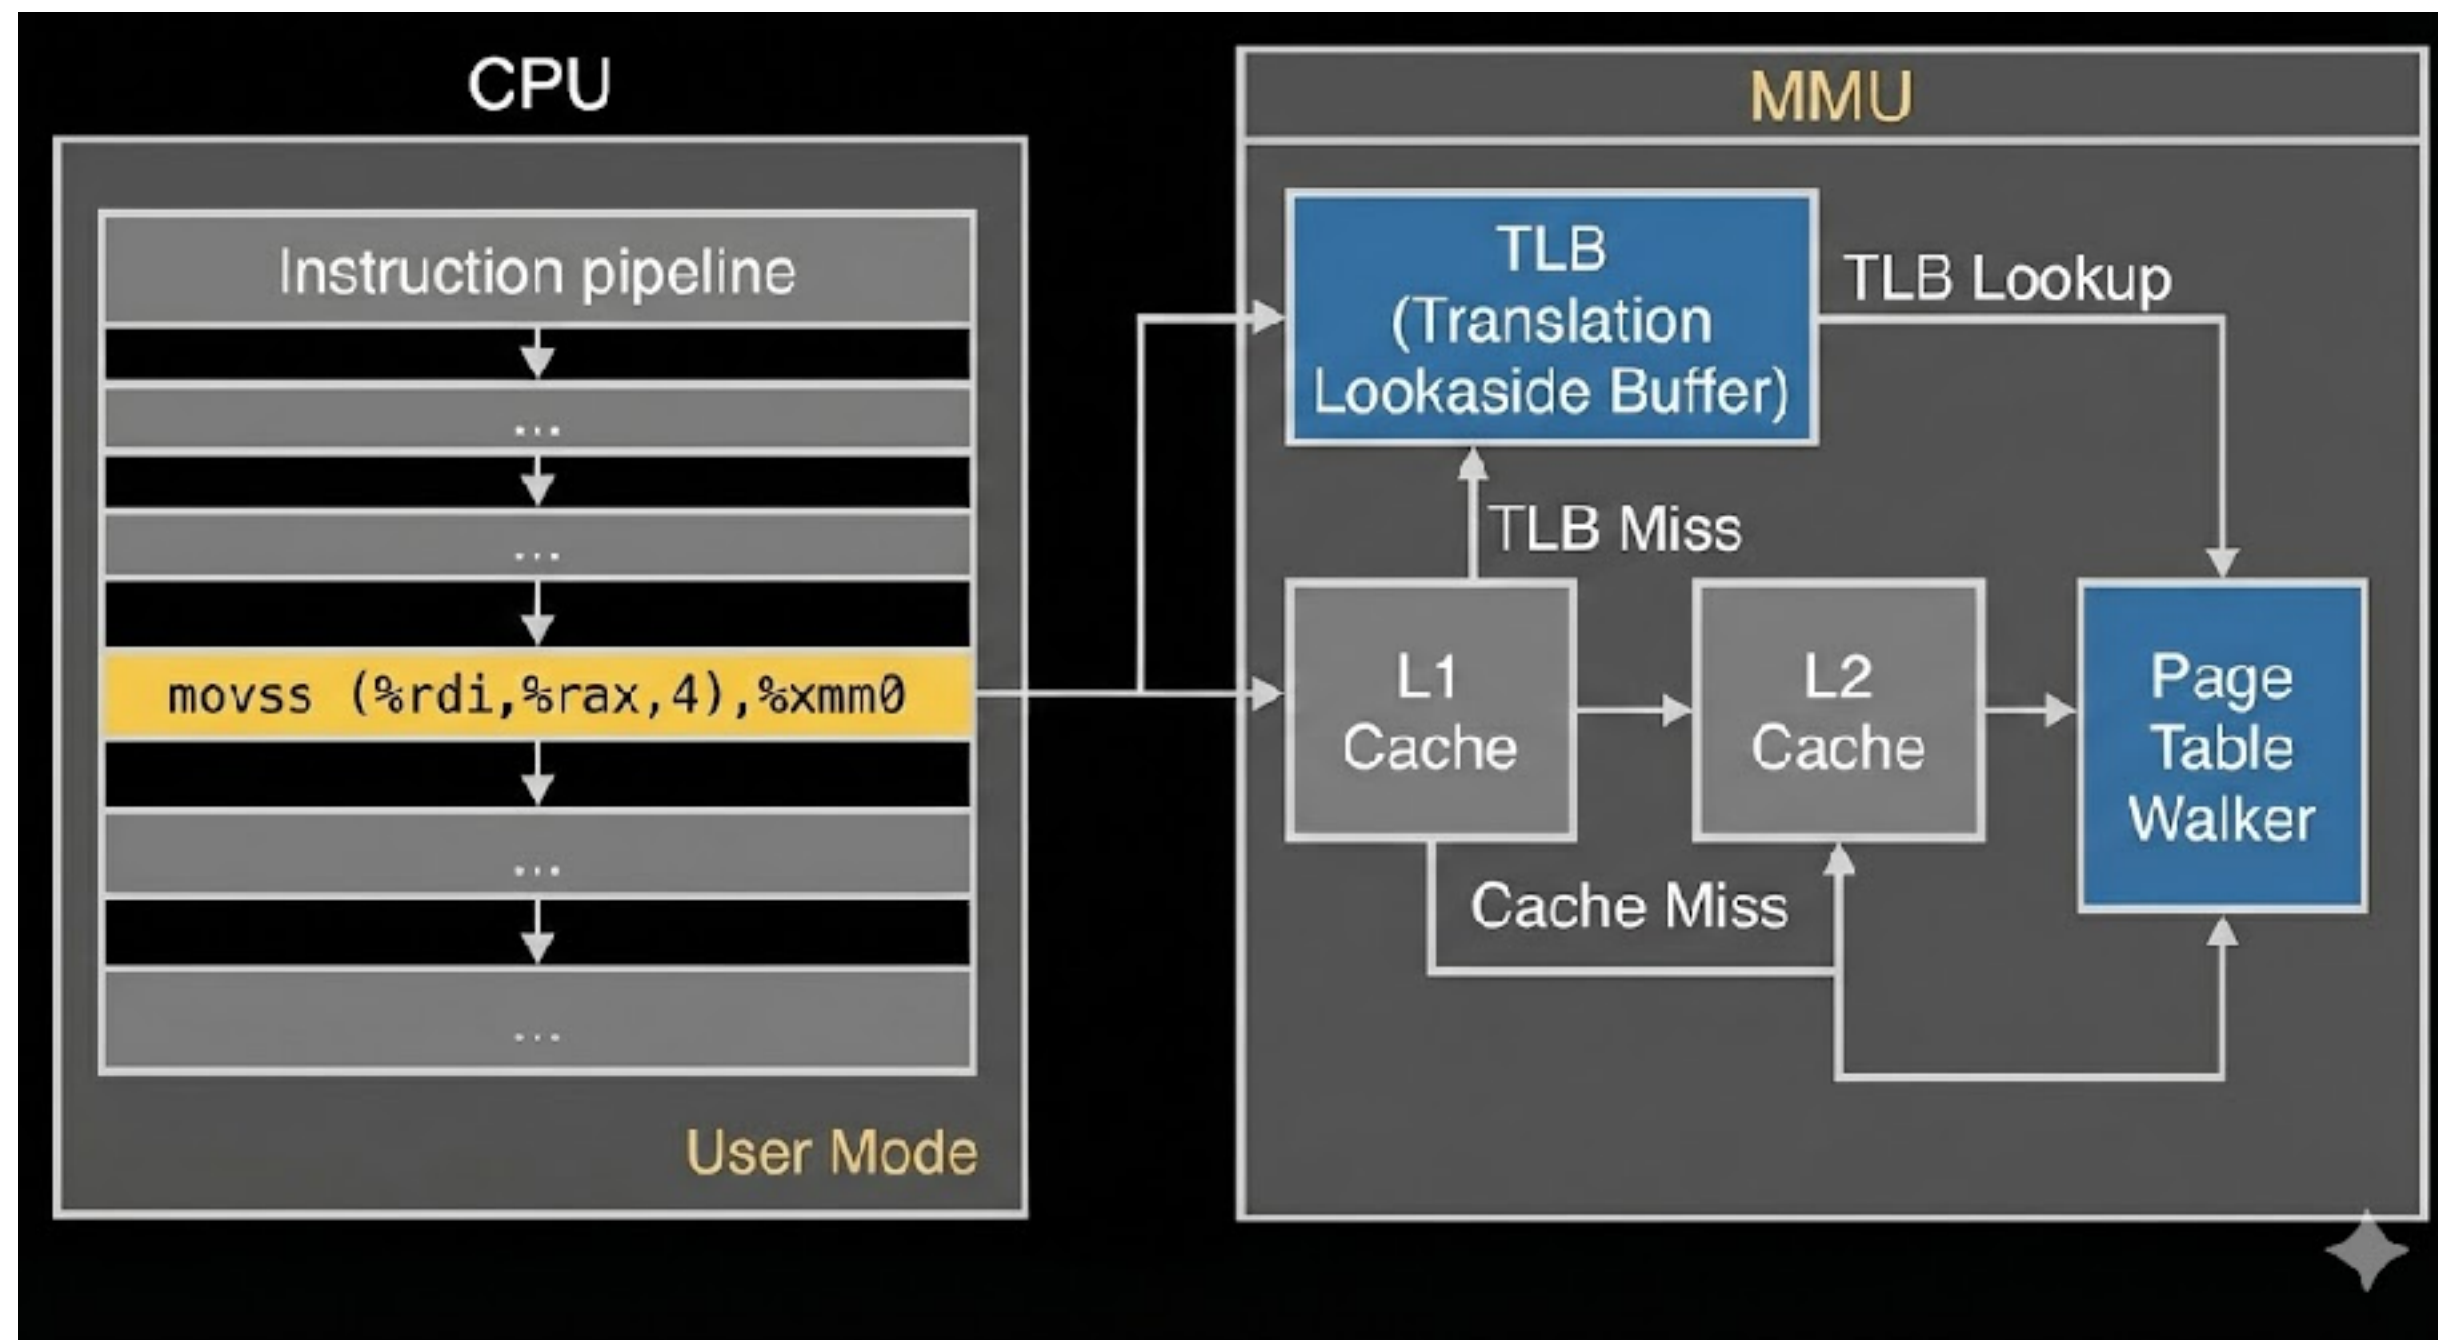 CPU
Instruction pipeline
...
...
movss (%rdi,%rax,4),%xmm0
...
...
User Mode
MMU
TLB
(Translation
Lookaside Buffer)
TLB Lookup
TLB Miss
L1
Cache
L2
Cache
Page
Table
Walker
Cache Miss